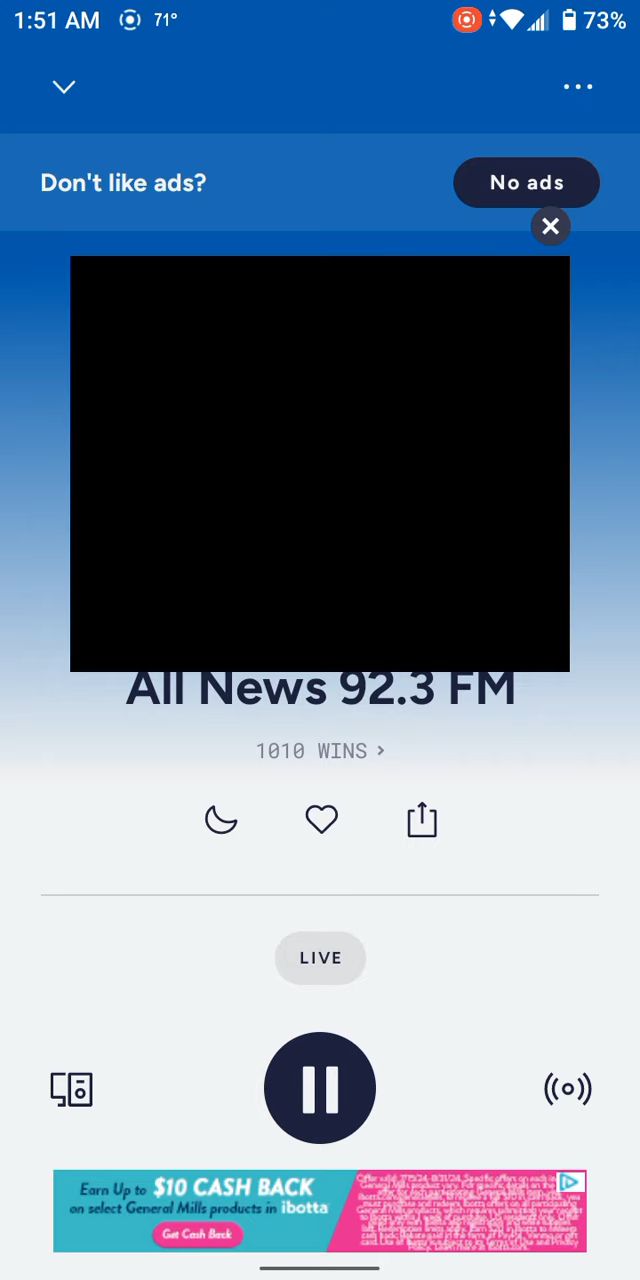 1:51 AM 71° 73%
Don't like ads? No ads
All News 92.3 FM
1010 WINS >
LIVE
Earn Up to $10 CASH BACK
on select General Mills products in ibotta
Get Cash Back